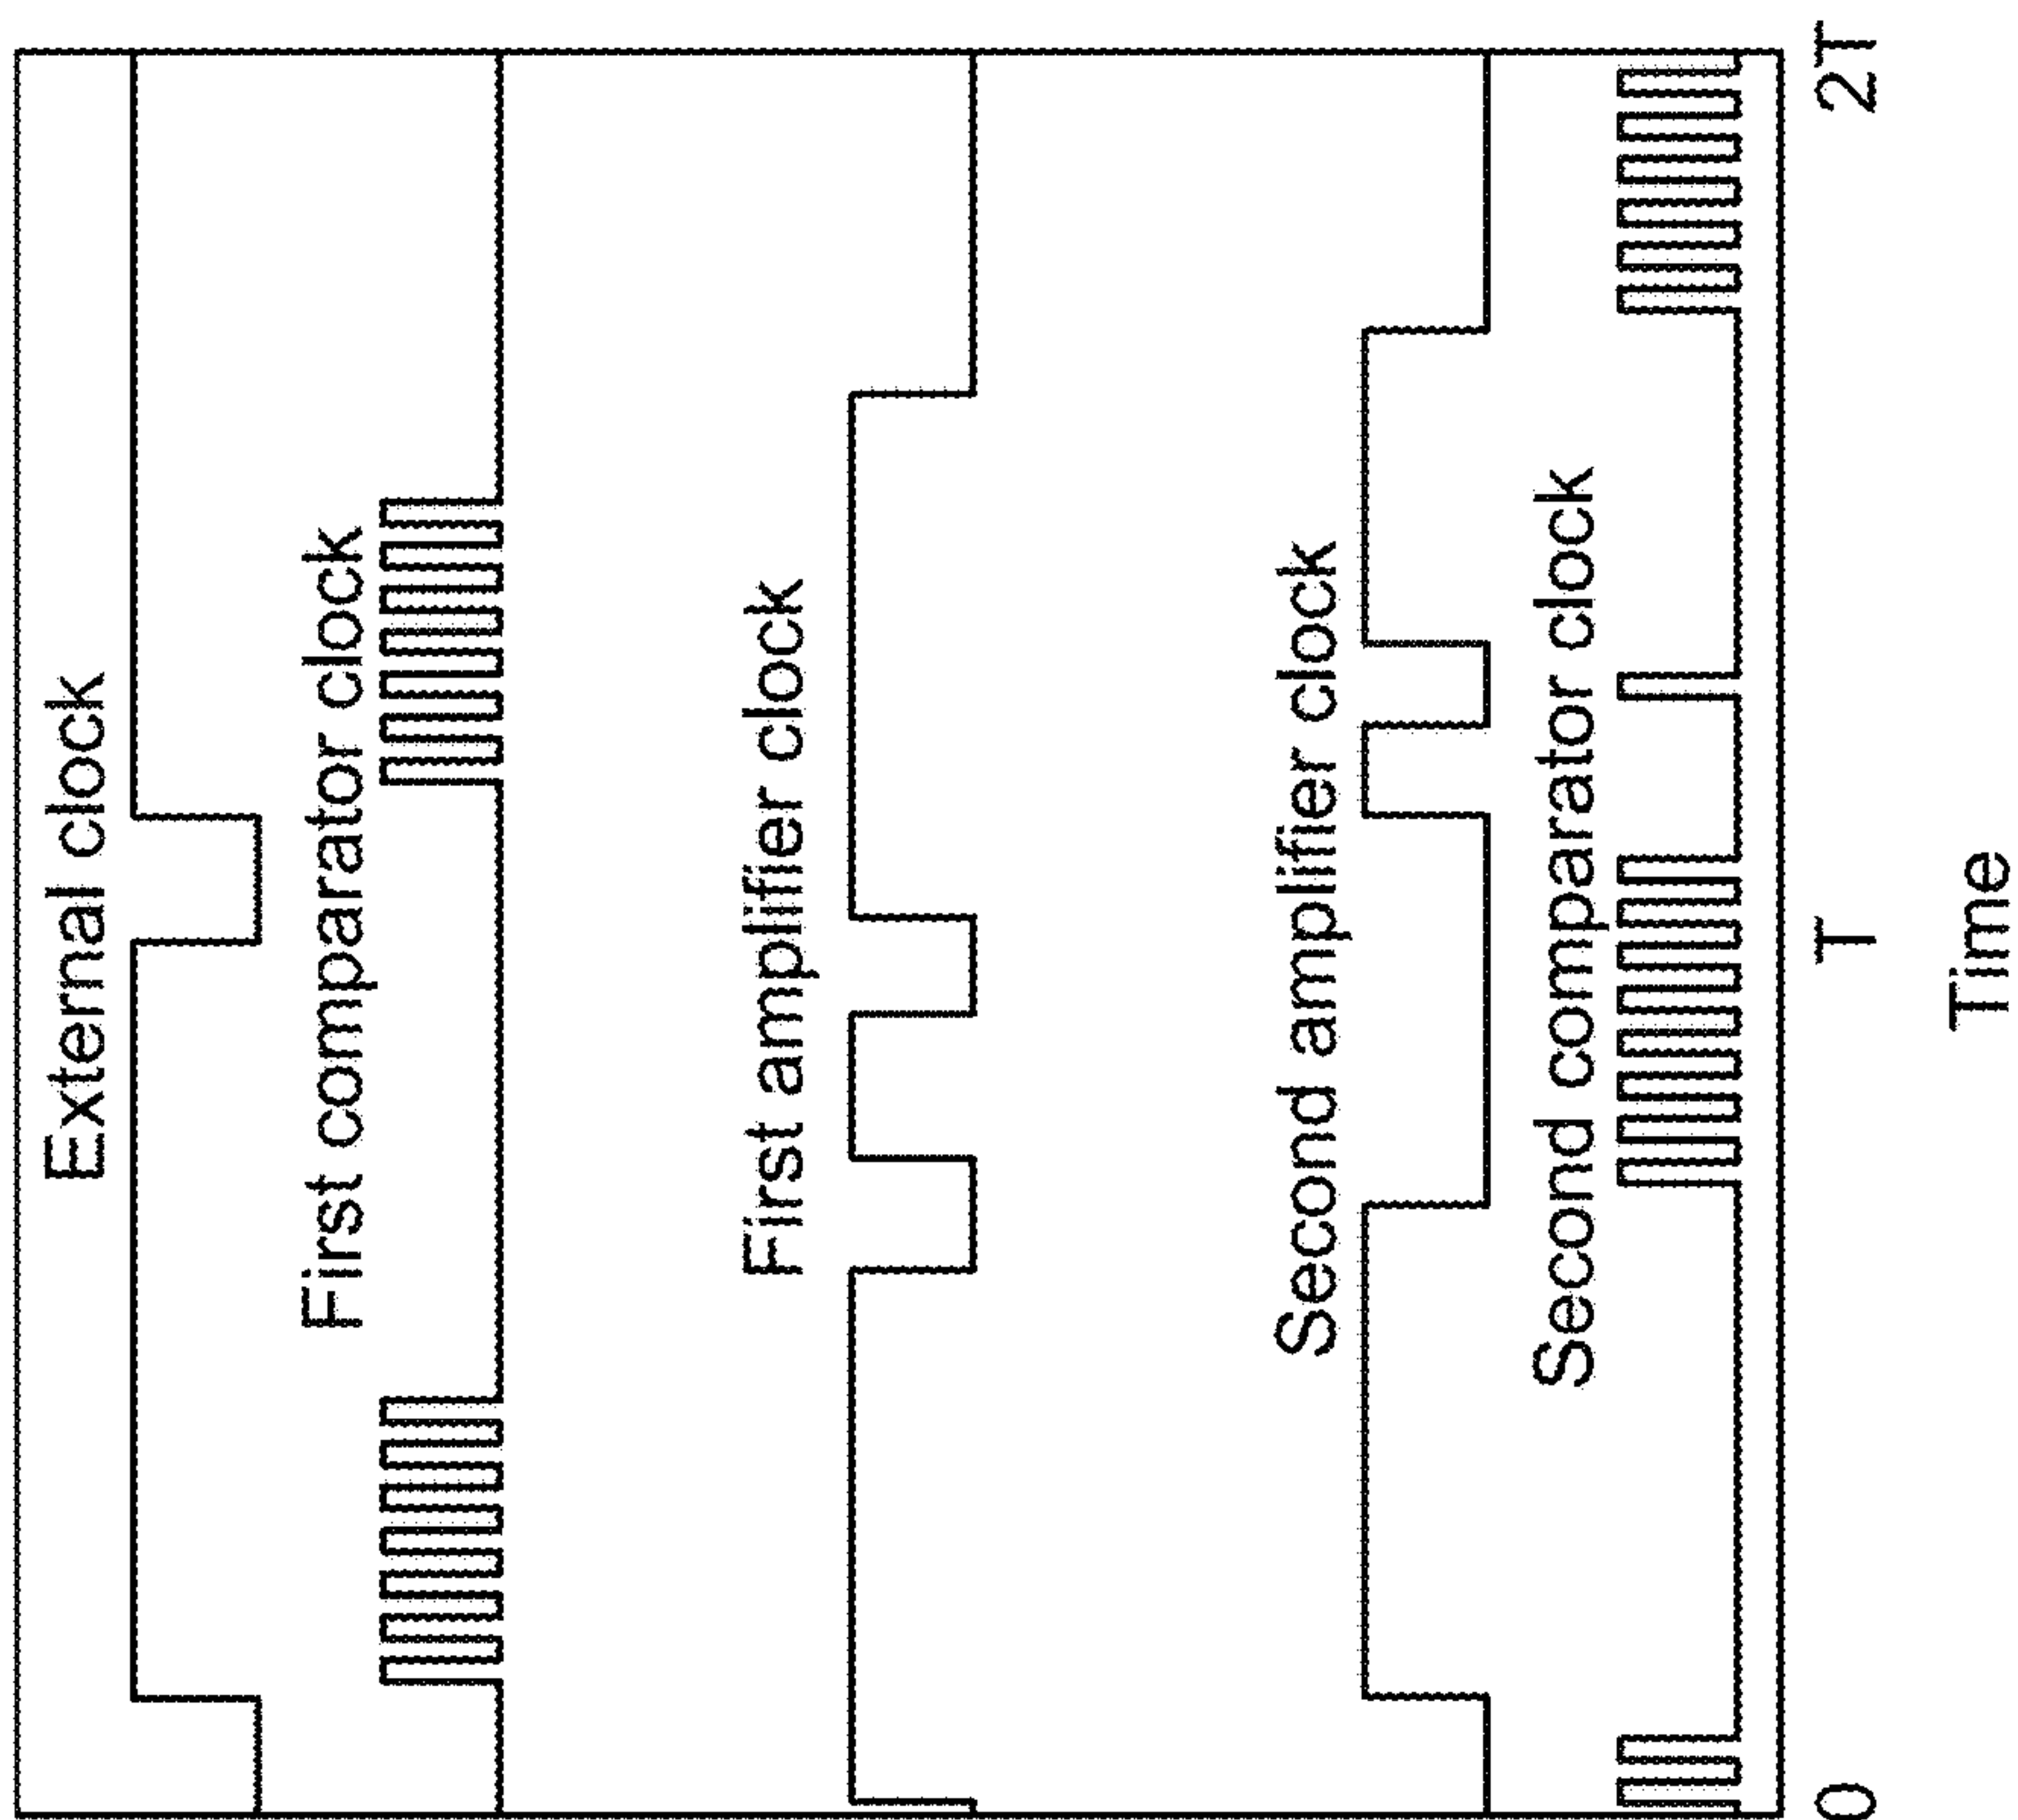 External clock
First comparator clock
First amplifier clock
Second amplifier clock
Second comparator clock
0 T 2T
Time